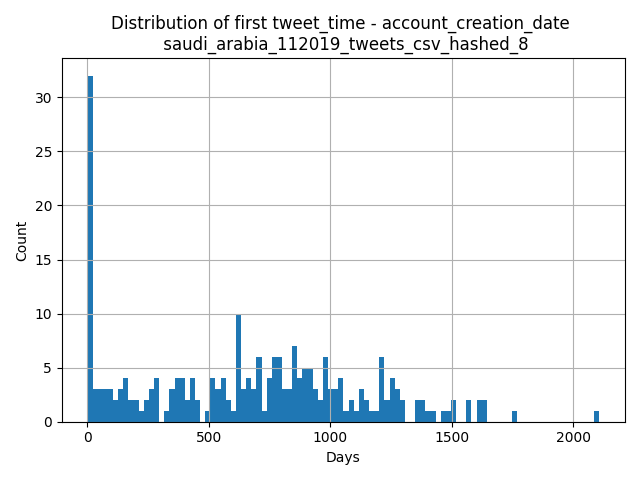 Distribution of first tweet_time - account_creation_date
saudi_arabia_112019_tweets_csv_hashed_8
30
25
20
15
10
5
0
Count
0 500 1000 1500 2000
Days